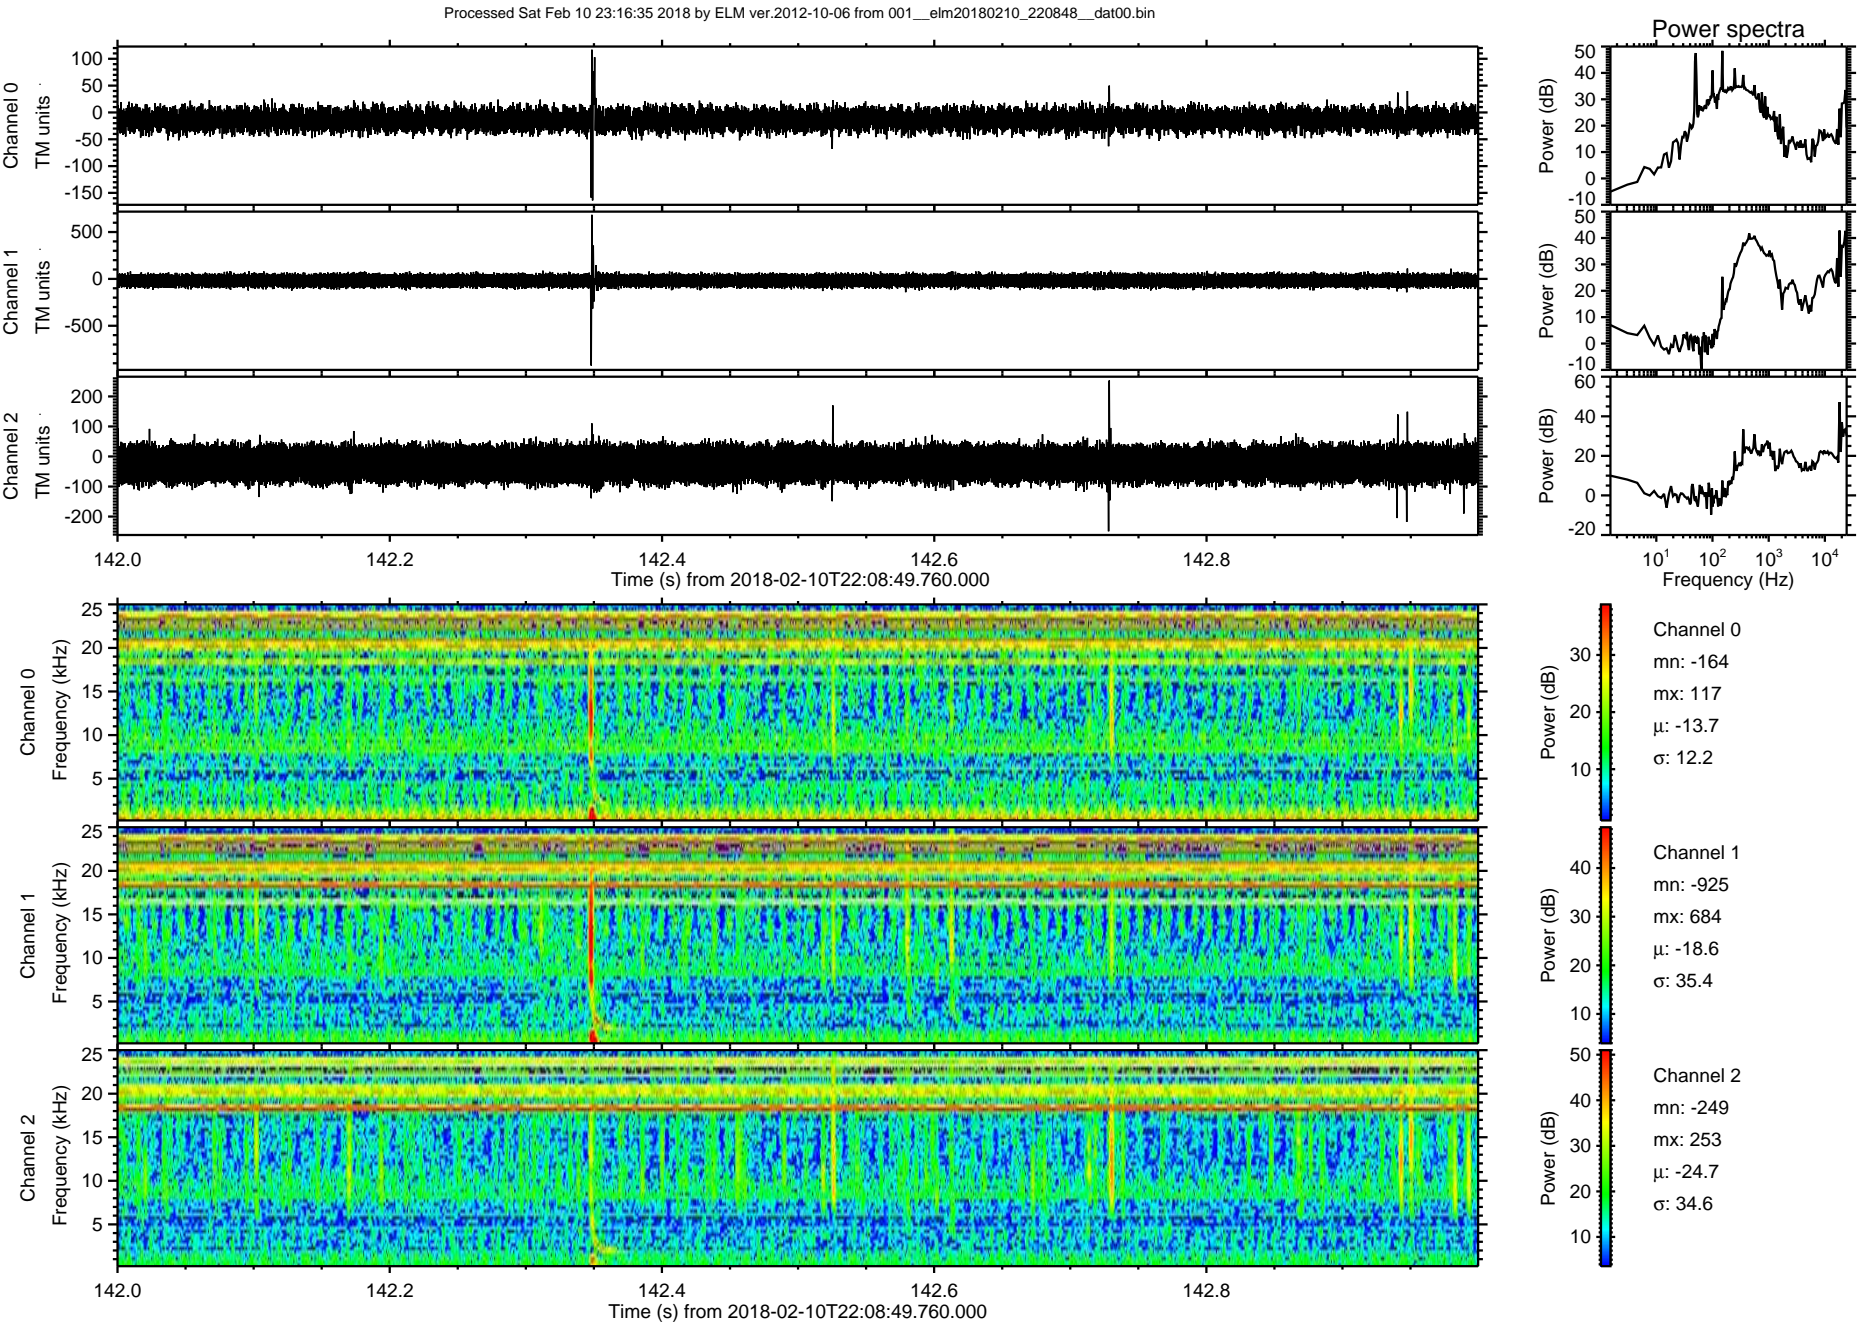 Processed Sat Feb 10 23:16:35 2018 by ELM ver.2012-10-06 from 001__elm20180210_220848__dat00.bin
Power spectra
Channel 0
TM units
100
50
0
-50
-100
-150
Power (dB)
50
40
30
20
10
0
-10
Channel 1
TM units
500
0
-500
Power (dB)
50
40
30
20
10
0
-10
Channel 2
TM units
200
100
0
-100
-200
Power (dB)
60
40
20
0
-20
142.0 142.2 142.4 142.6 142.8
Time (s) from 2018-02-10T22:08:49.760.000
10^1 10^2 10^3 10^4
Frequency (Hz)
Channel 0
Frequency (kHz)
25
20
15
10
5
Power (dB)
30
20
10
Channel 0
mn: -164
mx: 117
µ: -13.7
σ: 12.2
Channel 1
Frequency (kHz)
25
20
15
10
5
Power (dB)
40
30
20
10
Channel 1
mn: -925
mx: 684
µ: -18.6
σ: 35.4
Channel 2
Frequency (kHz)
25
20
15
10
5
Power (dB)
50
40
30
20
10
Channel 2
mn: -249
mx: 253
µ: -24.7
σ: 34.6
142.0 142.2 142.4 142.6 142.8
Time (s) from 2018-02-10T22:08:49.760.000